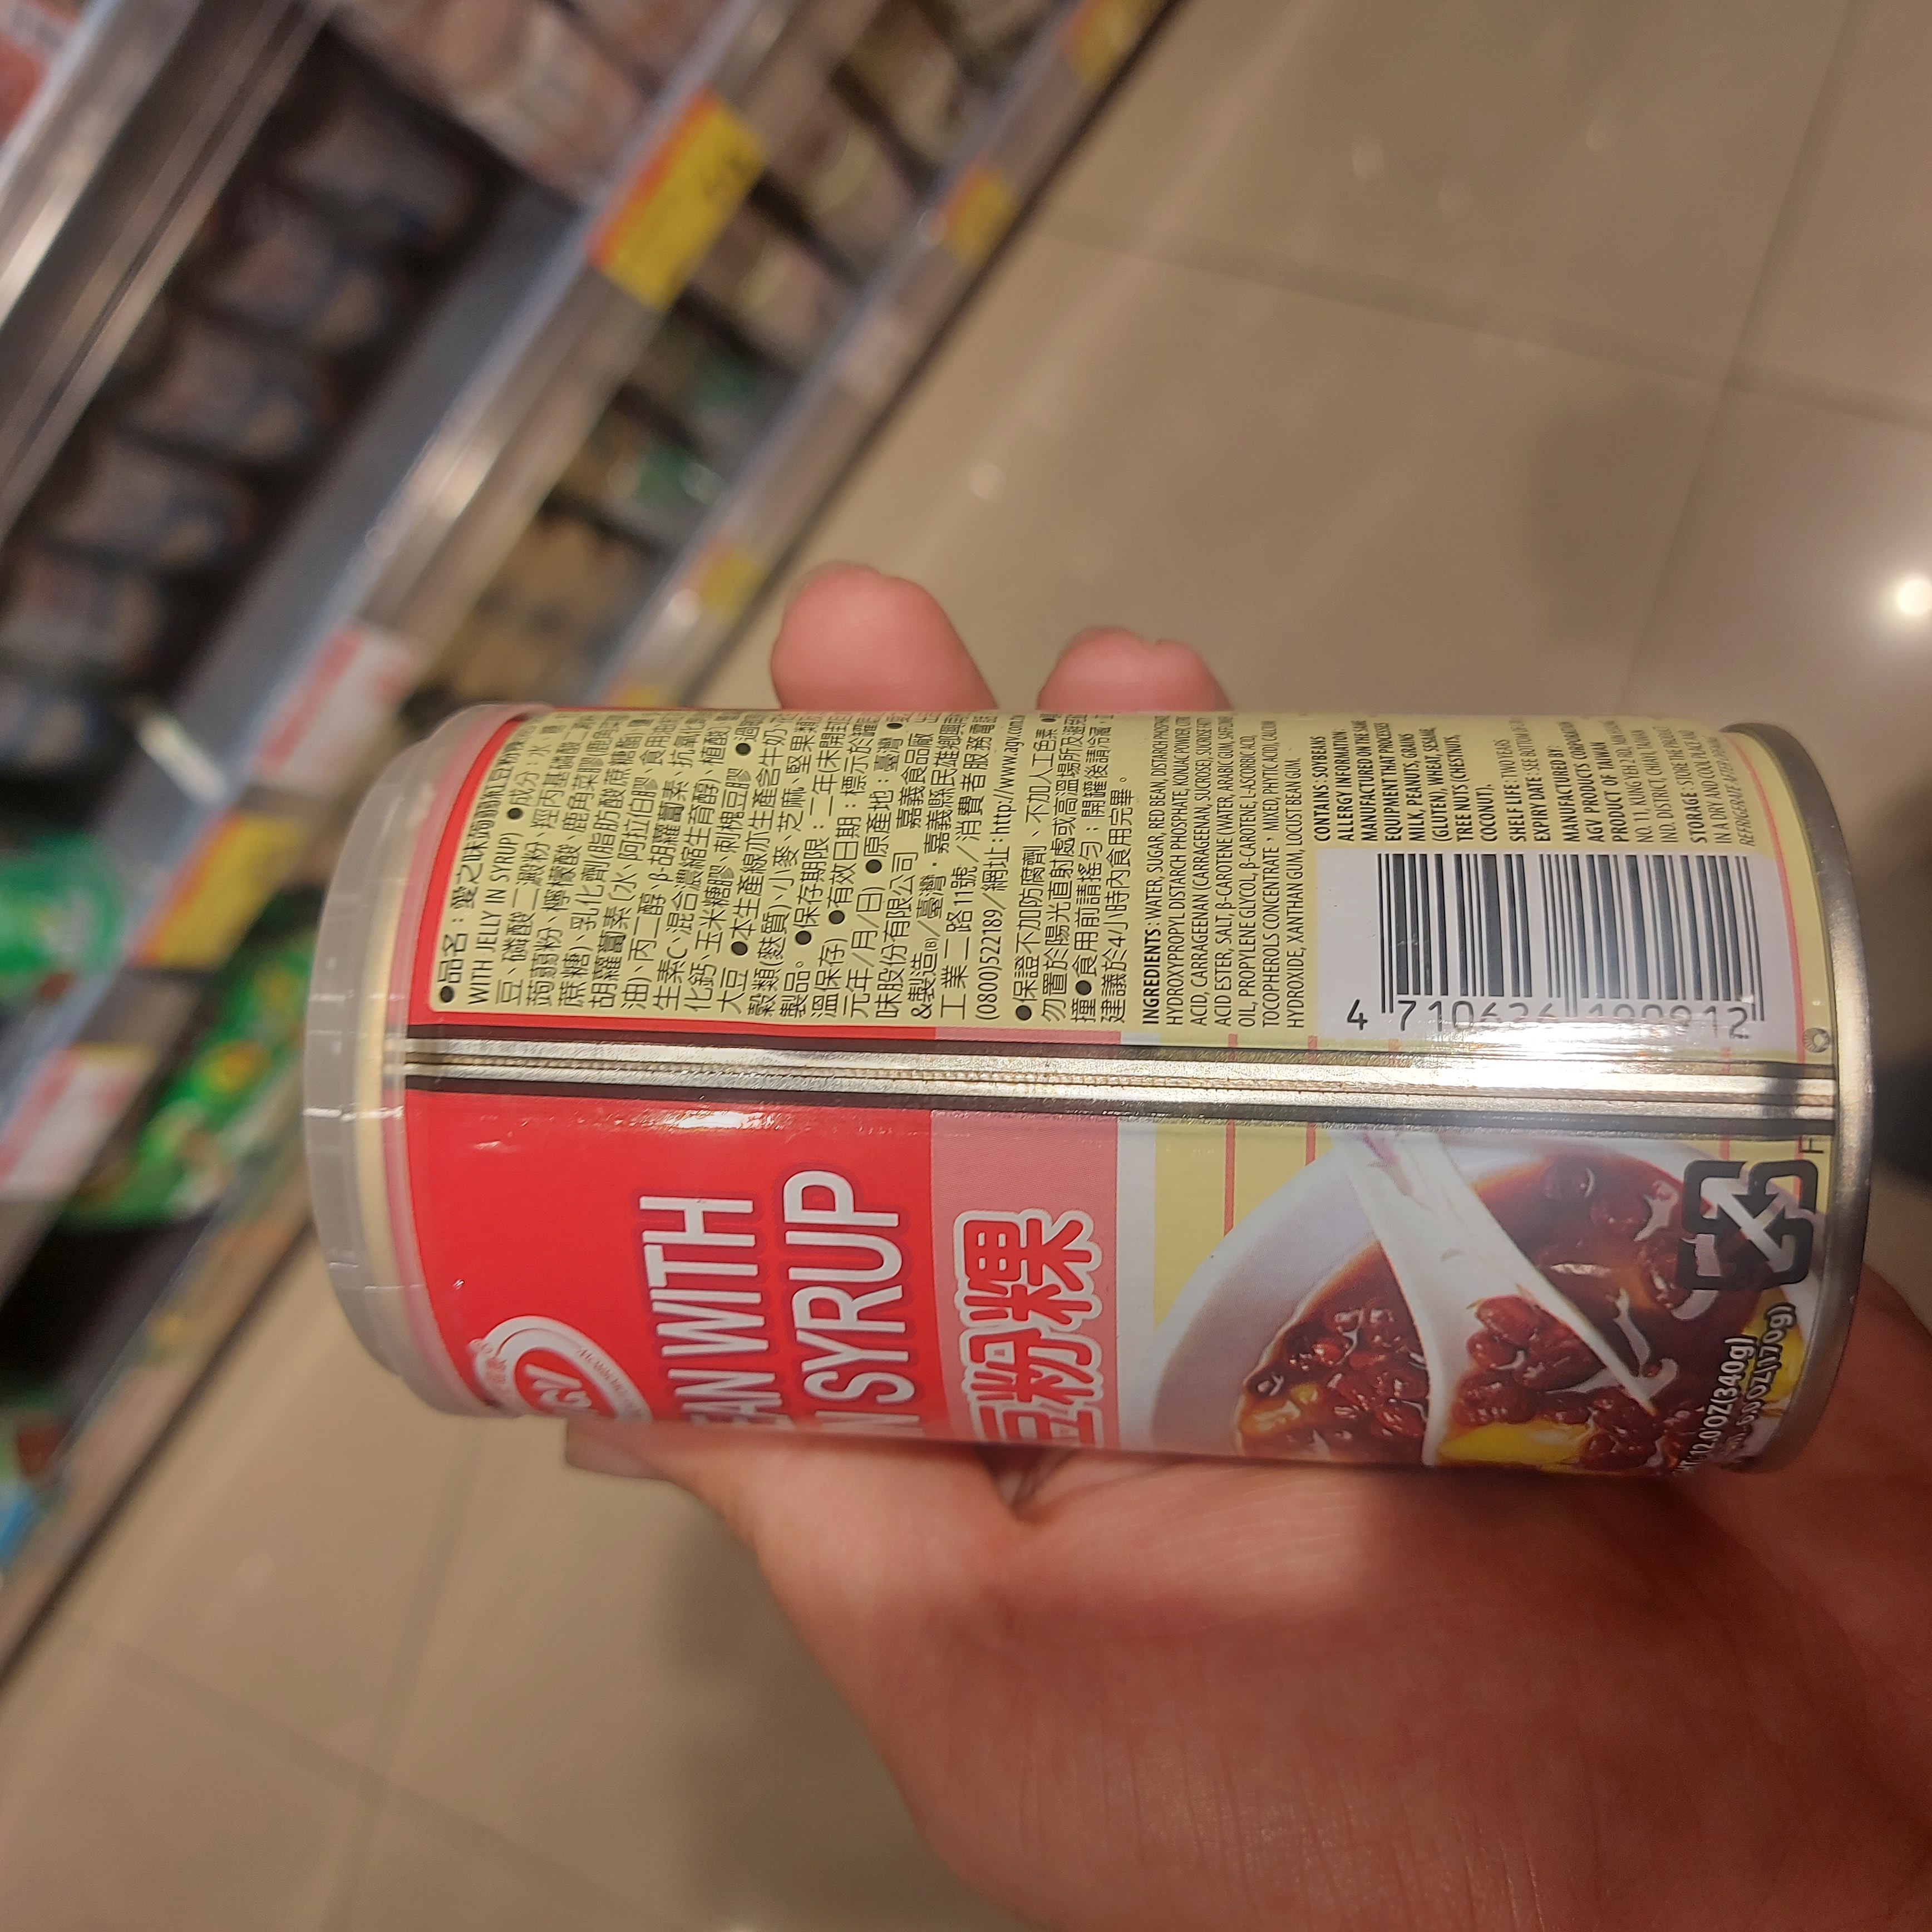 AGV
EAN WITH
N SYRUP
豆粉粿
12.0 OZ(340g)
6.0 OZ(170g)
F
●品名：愛之味蒟蒻紅豆粉粿
WITH JELLY IN SYRUP) ●成分：水、糖、
豆、磷酸二澱粉、羥丙基磷酸二澱粉
蒟蒻粉、檸檬酸、鹿角菜膠(鹿角菜膠
蔗糖)、乳化劑(脂肪酸蔗糖酯)、鹽、
胡蘿蔔素(水、阿拉伯膠、食用油
油)、丙二醇、β-胡蘿蔔素、抗氧化劑
生素C、混合濃縮生育醇)、植酸)、
化鈣、玉米糖膠、刺槐豆膠 ●過
大豆 ●本生產線亦生產含牛奶、花
穀類(麩質)、小麥、芝麻、堅果類
製品。●保存期限：二年(未開封
溫保存) ●有效日期：標示於罐
元年/月/日) ●原產地：臺灣 ●
味股份有限公司 嘉義食品廠 出
&製造(B)/臺灣・嘉義縣民雄鄉興南
工業二路11號/消費者服務電話
(0800)522189/網址：http://www.agv.com.tw
●保證不加防腐劑、不加人工色素 ●
勿置於陽光直射處或高溫場所及避免
撞●食用前請搖勻；開罐後請冷藏，
建議於4小時內食用完畢。
INGREDIENTS : WATER, SUGAR, RED BEAN, DISTARCH PHOSPHATE,
HYDROXYPROPYL DISTARCH PHOSPHATE, KONJAC POWDER, CITRIC
ACID, CARRAGEENAN (CARRAGEENAN, SUCROSE), SUCROSE FATTY
ACID ESTER, SALT, β-CAROTENE (WATER, ARABIC GUM, SAFFLOWER
OIL, PROPYLENE GLYCOL, β-CAROTENE, L-ASCORBIC ACID,
TOCOPHEROLS CONCENTRATE，MIXED, PHYTIC ACID), CALCIUM
HYDROXIDE, XANTHAN GUM, LOCUST BEAN GUM.
CONTAINS : SOYBEANS
ALLERGY INFORMATION:
MANUFACTURED ON THE SAME
EQUIPMENT THAT PROCESSES
MILK, PEANUTS, GRAINS
(GLUTEN), WHEAT, SESAME,
TREE NUTS (CHESTNUTS,
COCONUT).
SHELF LIFE : TWO YEARS
EXPIRY DATE : SEE BOTTOM OF CAN
MANUFACTURED BY:
AGV PRODUCTS CORPORATION
PRODUCT OF TAIWAN
NO. 11, KUNG YEH 2 RD., MIN HSIUNG
IND. DISTRICT, CHIAYI, TAIWAN
STORAGE : STORE THE PRODUCT
IN A DRY AND COOL PLACE AND
REFRIGERATE AFTER OPENING
4 710626 190212